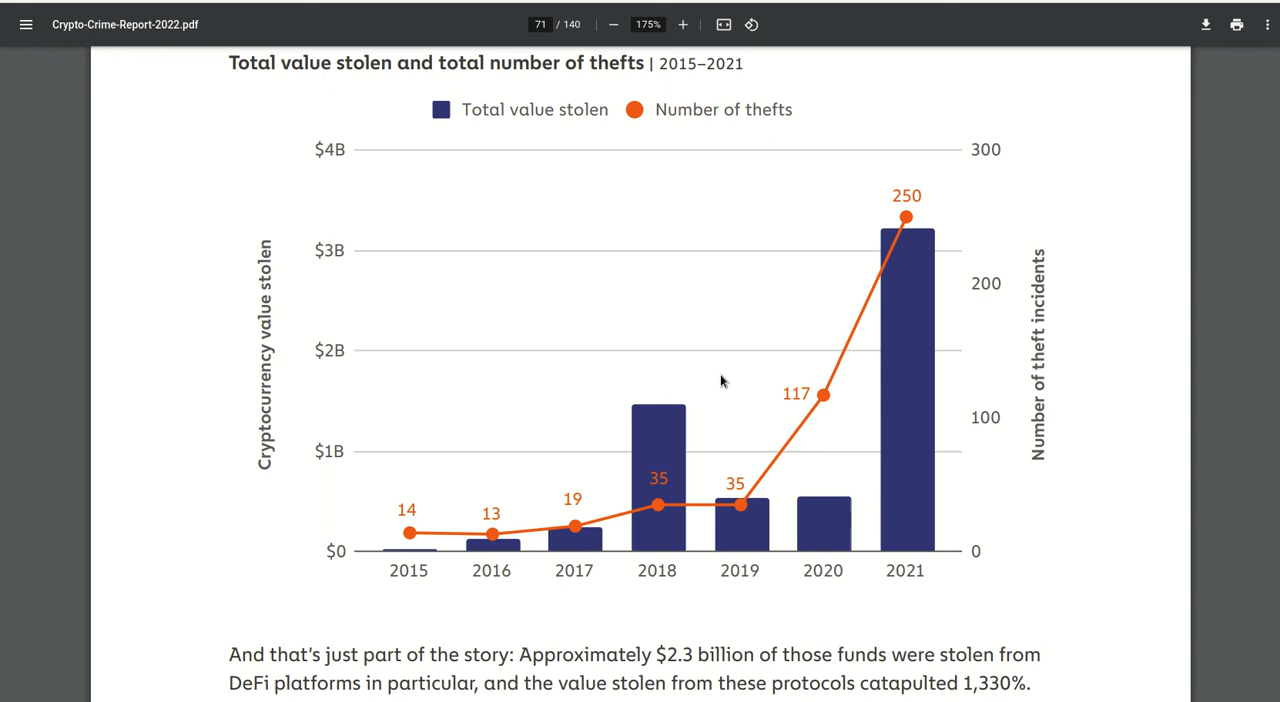 Crypto-Crime-Report-2022.pdf
71 / 140
175%
Total value stolen and total number of thefts | 2015–2021
Total value stolen
Number of thefts
$4B
300
250
$3B
200
$2B
117
100
$1B
35
35
19
14
13
$0
0
2015 2016 2017 2018 2019 2020 2021
Cryptocurrency value stolen
Number of theft incidents
And that’s just part of the story: Approximately $2.3 billion of those funds were stolen from
DeFi platforms in particular, and the value stolen from these protocols catapulted 1,330%.